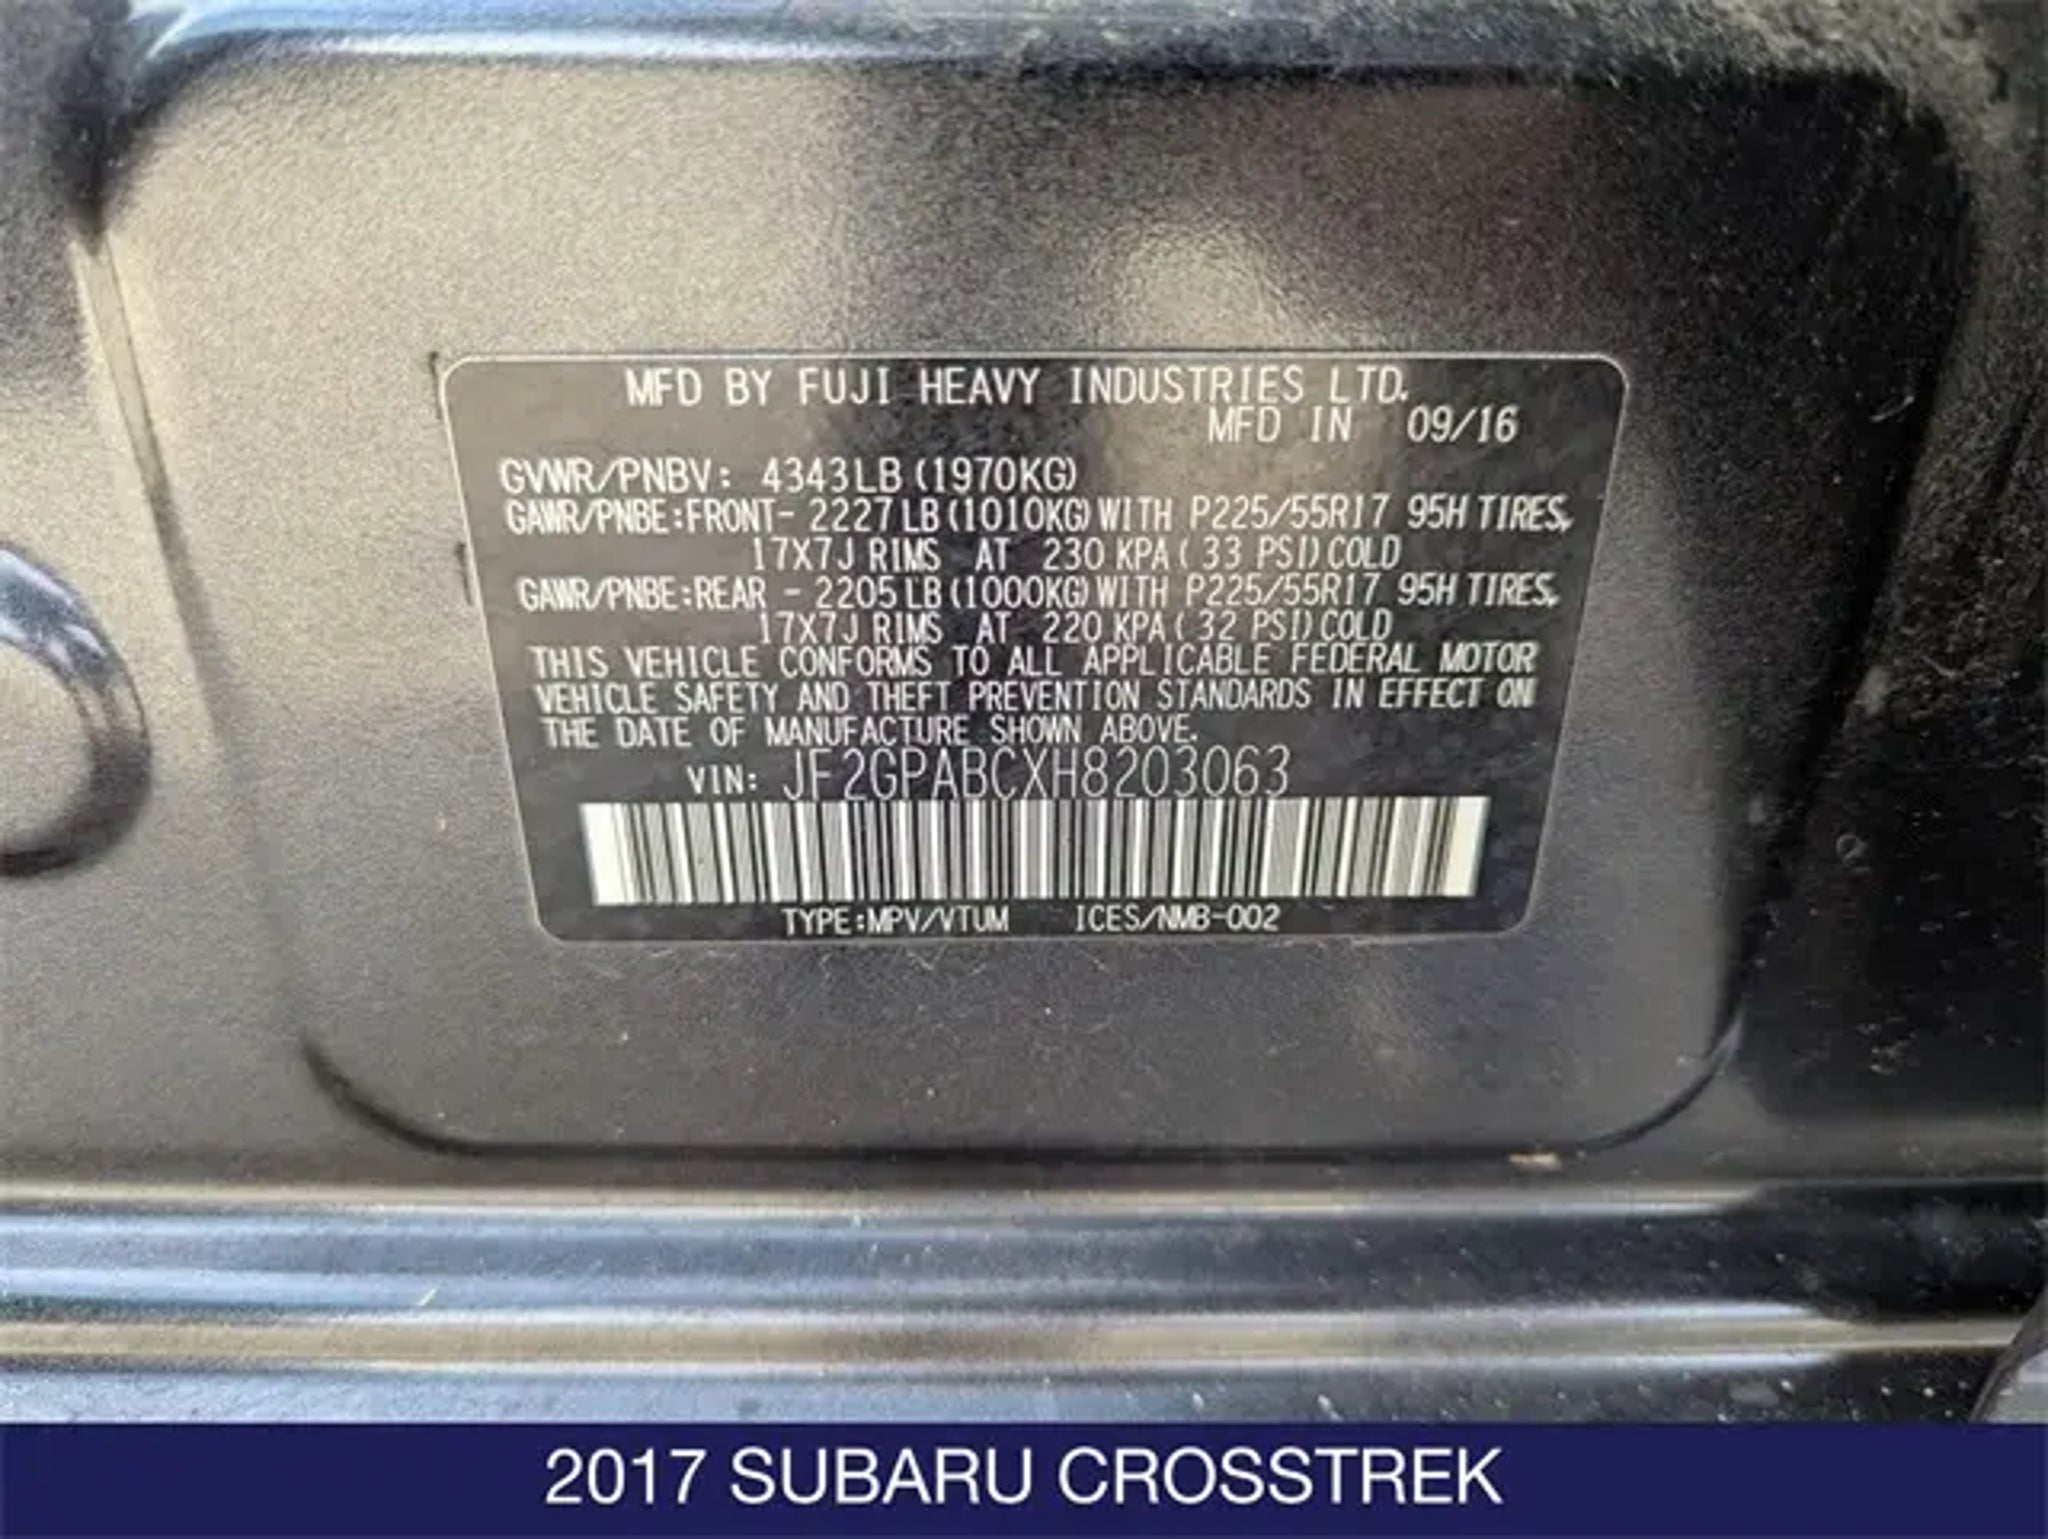 MFD BY FUJI HEAVY INDUSTRIES LTD.
MFD IN 09/16
GVWR/PNBV: 4343LB (1970KG)
GAWR/PNBE:FRONT- 2227LB (1010KG) WITH P225/55R17 95H TIRES,
17X7J RIMS AT 230 KPA ( 33 PSI) COLD
GAWR/PNBE:REAR - 2205LB (1000KG) WITH P225/55R17 95H TIRES,
17X7J RIMS AT 220 KPA ( 32 PSI) COLD
THIS VEHICLE CONFORMS TO ALL APPLICABLE FEDERAL MOTOR
VEHICLE SAFETY AND THEFT PREVENTION STANDARDS IN EFFECT ON
THE DATE OF MANUFACTURE SHOWN ABOVE.
VIN: JF2GPABCXH8203063
TYPE:MPV/VTUM ICES/NMB-002
2017 SUBARU CROSSTREK